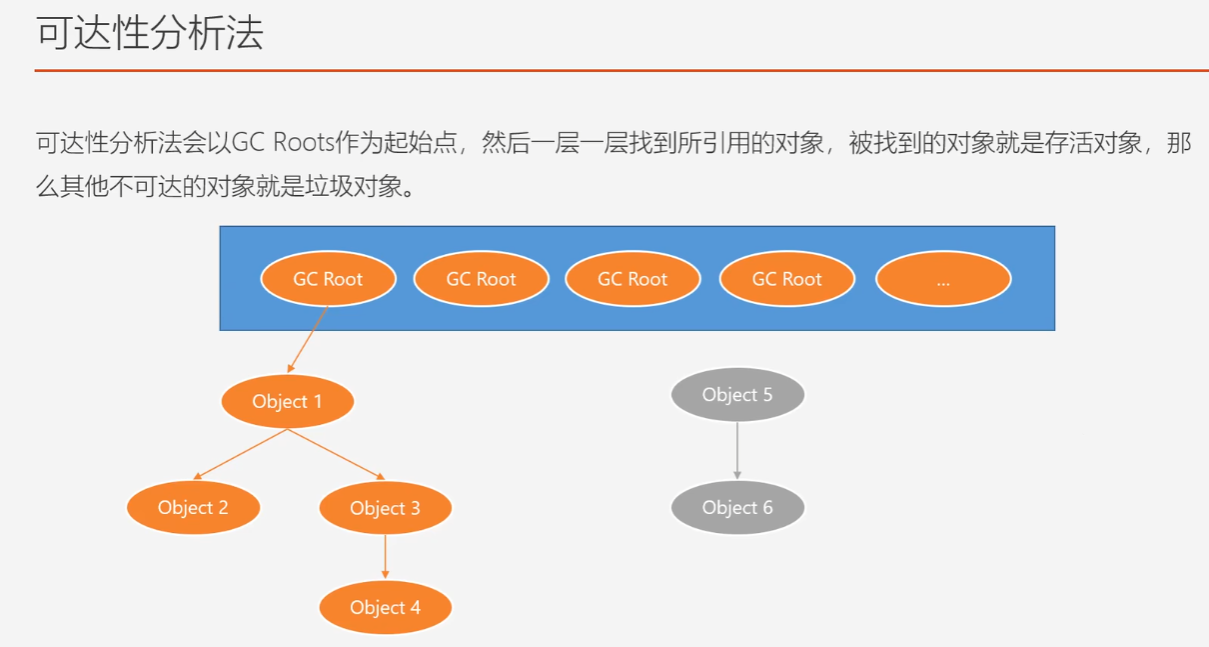 可达性分析法
可达性分析法会以GC Roots作为起始点，然后一层一层找到所引用的对象，被找到的对象就是存活对象，那
么其他不可达的对象就是垃圾对象。
GC Root
GC Root
GC Root
GC Root
...
Object 1
Object 5
Object 2
Object 3
Object 6
Object 4